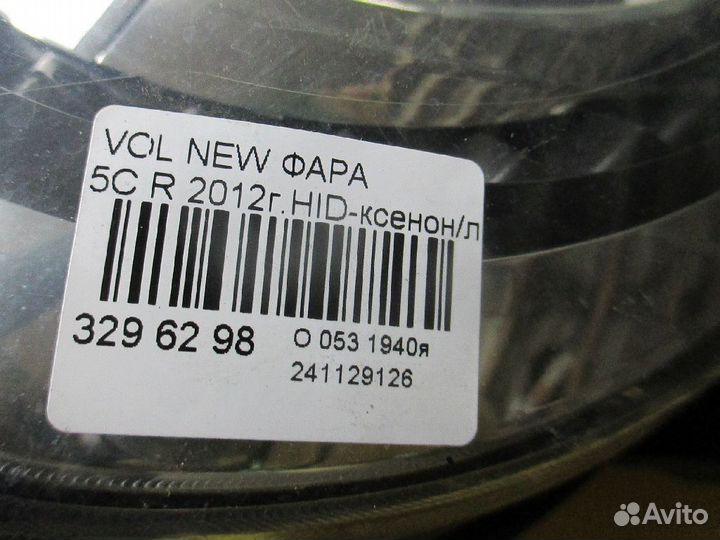 VOL NEW ФАРА
5C R 2012г.HID-ксенон/л
329 62 98
О 053 1940я
241129126
Avito